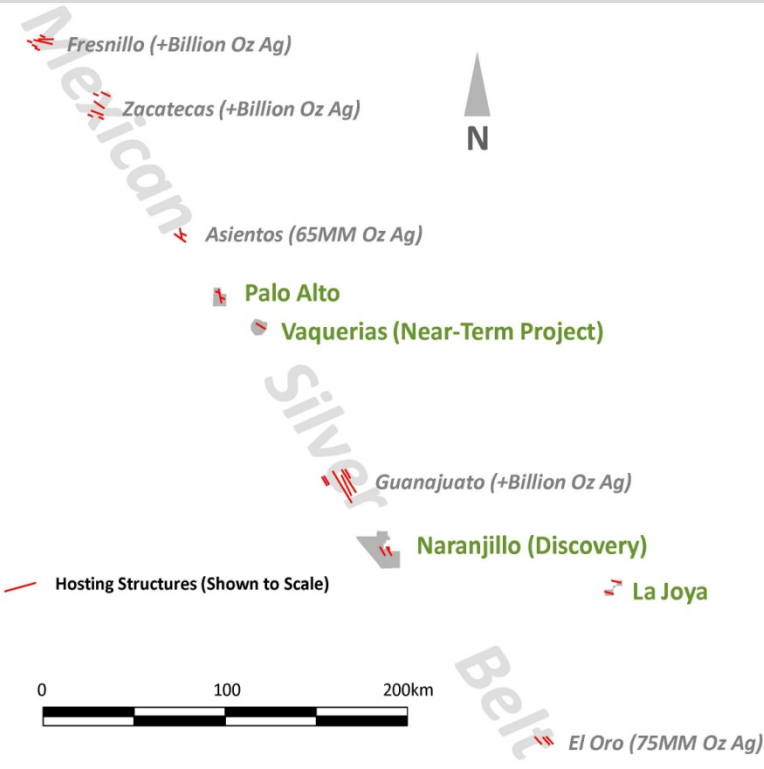 Mexican Silver Belt
Fresnillo (+Billion Oz Ag)
Zacatecas (+Billion Oz Ag)
N
Asientos (65MM Oz Ag)
Palo Alto
Vaquerias (Near-Term Project)
Guanajuato (+Billion Oz Ag)
Naranjillo (Discovery)
Hosting Structures (Shown to Scale)
La Joya
0 100 200km
El Oro (75MM Oz Ag)